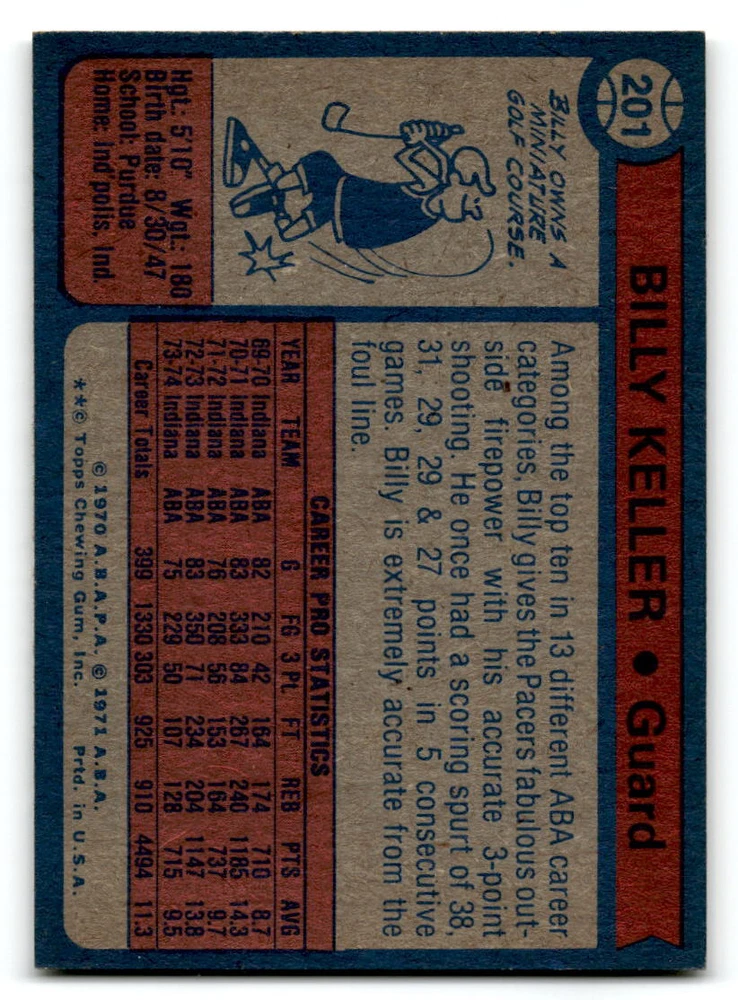 201
BILLY KELLER • Guard
BILLY OWNS A
MINIATURE
GOLF COURSE.
Hgt.: 5'10" Wgt.: 180
Birth date: 8/30/47
School: Purdue
Home: Ind'polis, Ind.
Among the top ten in 13 different ABA career
categories, Billy gives the Pacers fabulous out-
side firepower with his accurate 3-point
shooting. He once had a scoring spurt of 38,
31, 29, 29 & 27 points in 5 consecutive
games. Billy is extremely accurate from the
foul line.
CAREER PRO STATISTICS
YEAR TEAM G FG 3 Pt. FT REB PTS AVG
69-70 Indiana ABA 82 210 42 164 174 710 8.7
70-71 Indiana ABA 83 333 84 267 240 1185 14.3
71-72 Indiana ABA 76 208 56 153 164 737 9.7
72-73 Indiana ABA 83 350 71 234 204 1147 13.8
73-74 Indiana ABA 75 229 50 107 128 715 9.5
Career Totals 399 1330 303 925 910 4494 11.3
© 1970 A.B.A.P.A. © 1971 A.B.A.
**© Topps Chewing Gum, Inc. Prtd. in U.S.A.